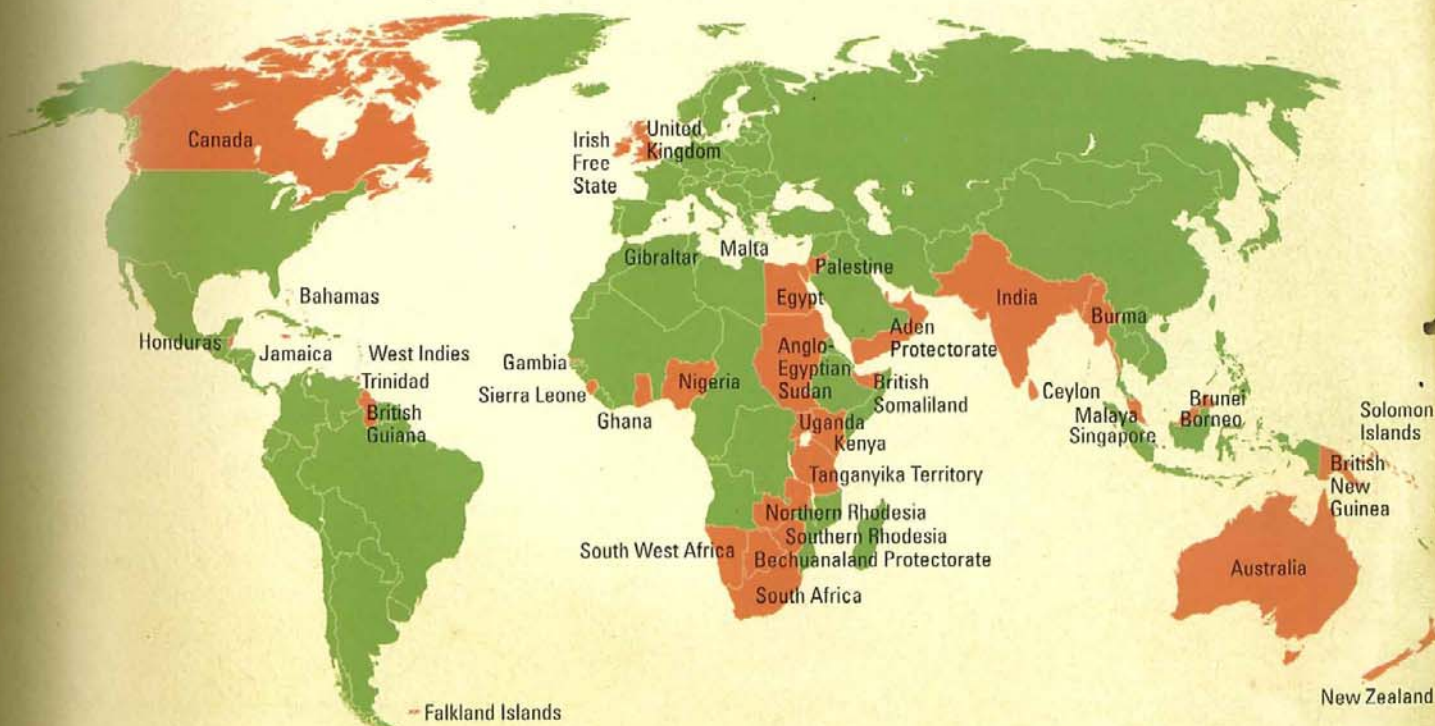 Canada
Irish
Free
State
United
Kingdom
Gibraltar
Malta
Palestine
Bahamas
Egypt
India
Burma
Honduras
Jamaica
West Indies
Trinidad
British
Guiana
Gambia
Sierra Leone
Ghana
Nigeria
Anglo-
Egyptian
Sudan
Aden
Protectorate
British
Somaliland
Ceylon
Malaya
Singapore
Brunei
Borneo
Solomon
Islands
Uganda
Kenya
Tanganyika Territory
British
New
Guinea
Northern Rhodesia
Southern Rhodesia
South West Africa
Bechuanaland Protectorate
South Africa
Australia
New Zealand
Falkland Islands